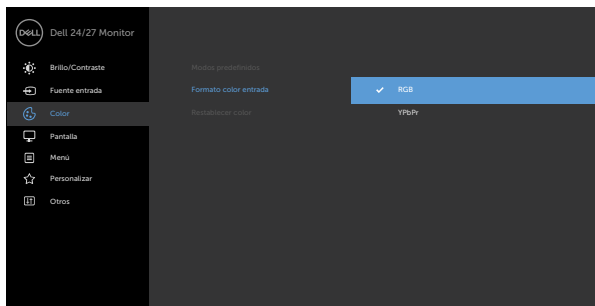 DELL
Dell 24/27 Monitor
Brillo/Contraste
Fuente entrada
Color
Pantalla
Menú
Personalizar
Otros
Modos predefinidos
Formato color entrada
Restablecer color
RGB
YPbPr